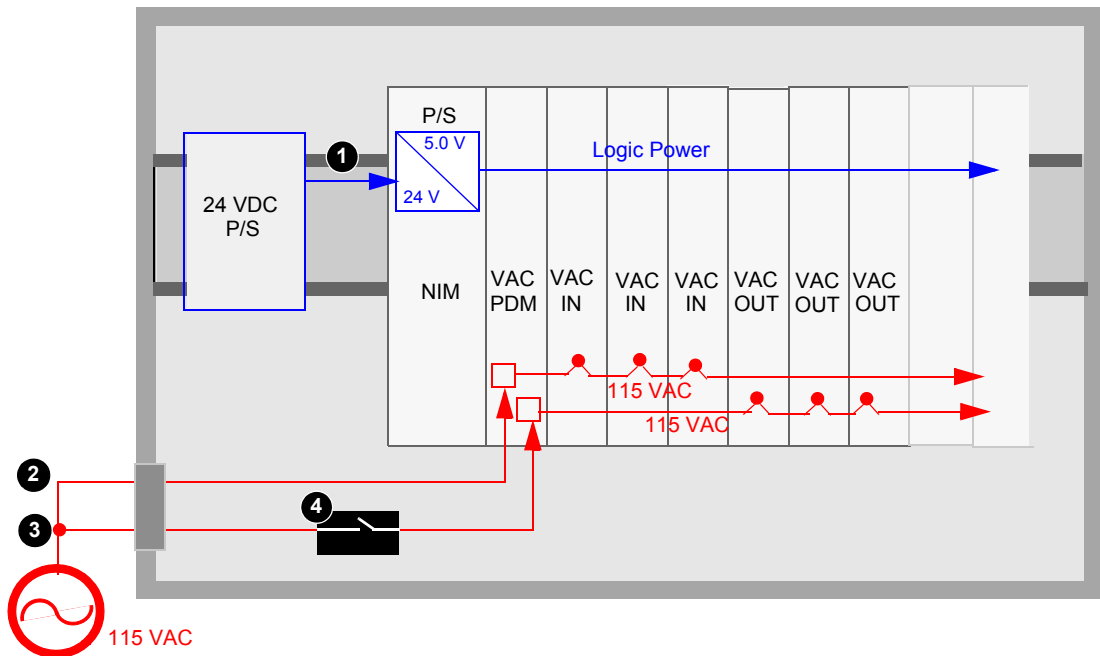 P/S
5.0 V
24 V
1
Logic Power
24 VDC
P/S
NIM
VAC
PDM
VAC
IN
VAC
IN
VAC
IN
VAC
OUT
VAC
OUT
VAC
OUT
115 VAC
115 VAC
2
3
4
115 VAC